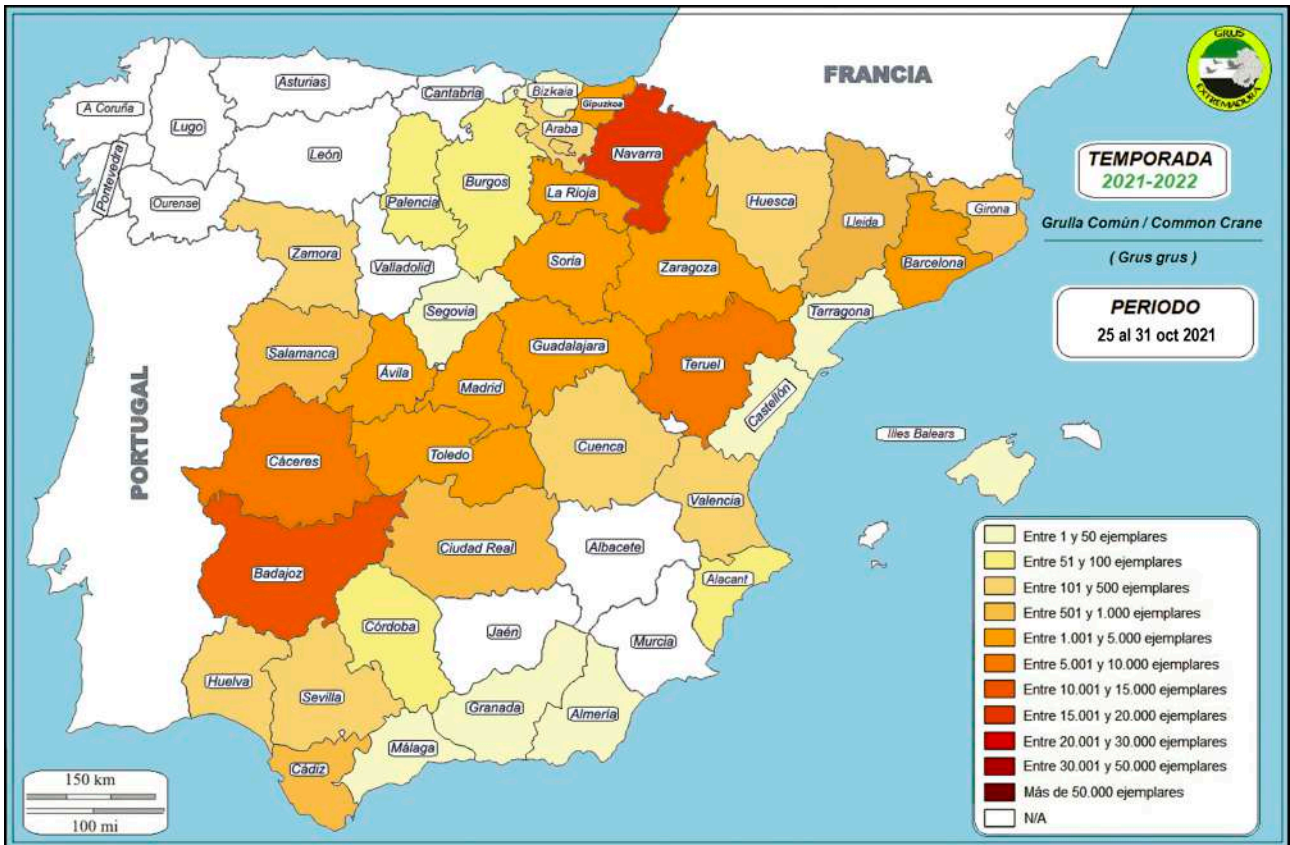 FRANCIA
GRUS
EXTREMADURA
TEMPORADA
2021-2022
Grulla Común / Common Crane
( Grus grus )
PERIODO
25 al 31 oct 2021
A Coruña
Lugo
Asturias
Cantabria
Bizkaia
Gipuzkoa
Araba
Navarra
Pontevedra
Ourense
León
Palencia
Burgos
La Rioja
Huesca
Lleida
Girona
Barcelona
Zamora
Valladolid
Soria
Zaragoza
Segovia
Tarragona
Salamanca
Ávila
Madrid
Guadalajara
Teruel
Castellón
PORTUGAL
Cáceres
Toledo
Cuenca
Valencia
Illes Balears
Badajoz
Ciudad Real
Albacete
Alacant
Córdoba
Jaén
Murcia
Huelva
Sevilla
Granada
Almería
Málaga
Cádiz
Entre 1 y 50 ejemplares
Entre 51 y 100 ejemplares
Entre 101 y 500 ejemplares
Entre 501 y 1.000 ejemplares
Entre 1.001 y 5.000 ejemplares
Entre 5.001 y 10.000 ejemplares
Entre 10.001 y 15.000 ejemplares
Entre 15.001 y 20.000 ejemplares
Entre 20.001 y 30.000 ejemplares
Entre 30.001 y 50.000 ejemplares
Más de 50.000 ejemplares
N/A
150 km
100 mi